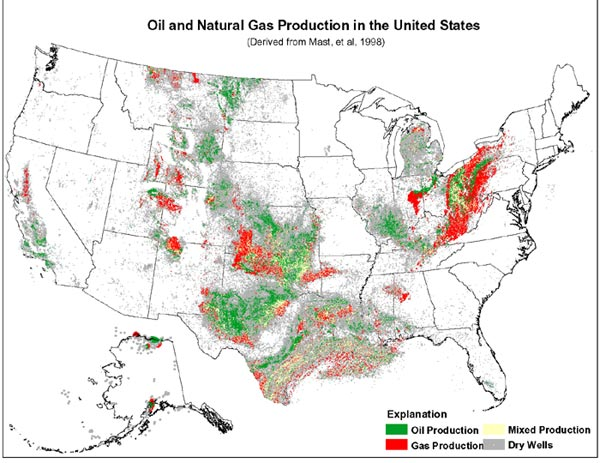 Oil and Natural Gas Production in the United States
(Derived from Mast, et al, 1998)
Explanation
Oil Production
Mixed Production
Gas Production
Dry Wells